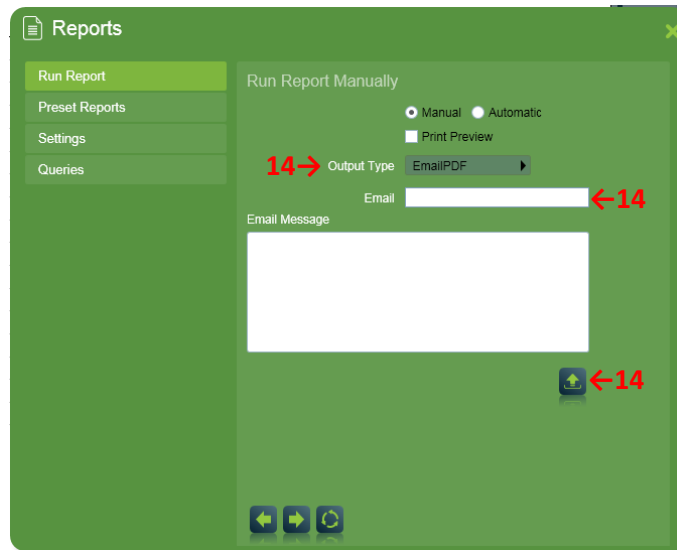 Reports
Run Report
Preset Reports
Settings
Queries
Run Report Manually
Manual Automatic
Print Preview
14→ Output Type EmailPDF
Email ←14
Email Message
←14